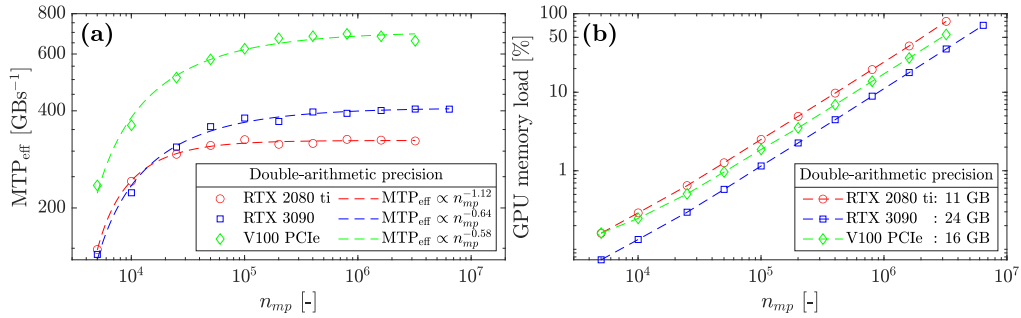 (a)
MTP_eff [GBs^−1]
800
600
400
200
10^4
10^5
10^6
10^7
n_mp [-]
Double-arithmetic precision
RTX 2080 ti MTP_eff ∝ n_mp^−1.12
RTX 3090 MTP_eff ∝ n_mp^−0.64
V100 PCIe MTP_eff ∝ n_mp^−0.58
(b)
GPU memory load [%]
100
50
10
1
10^4
10^5
10^6
10^7
n_mp [-]
Double-arithmetic precision
RTX 2080 ti: 11 GB
RTX 3090 : 24 GB
V100 PCIe : 16 GB